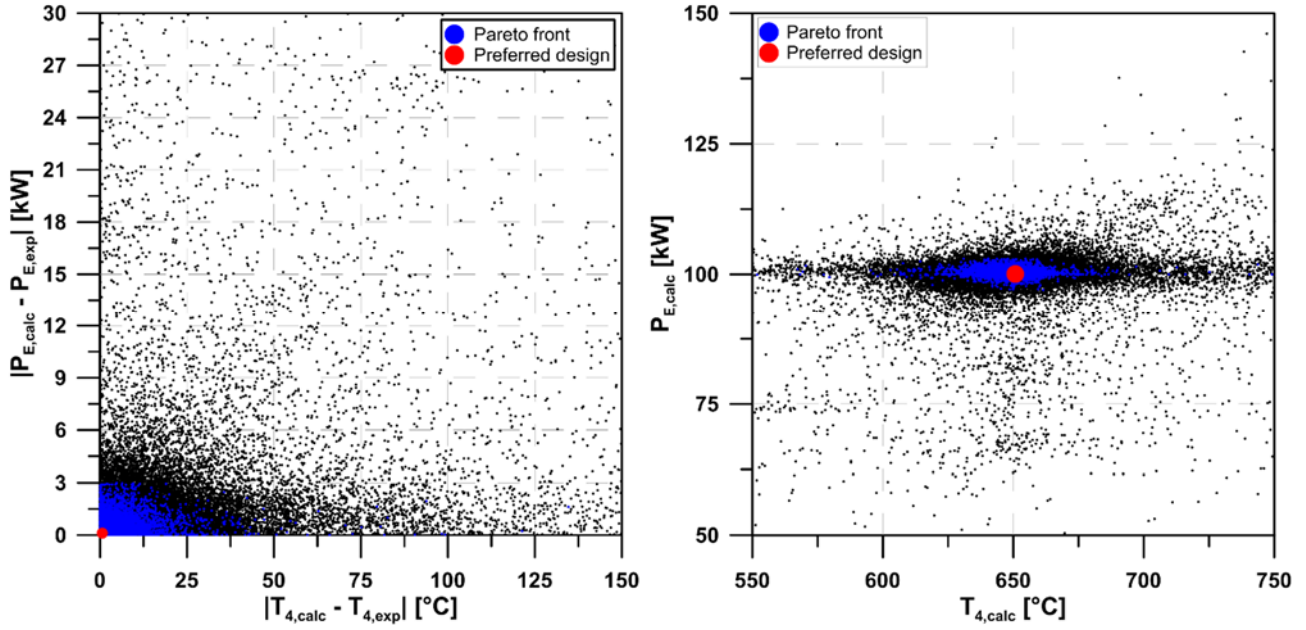 Pareto front
Preferred design
30
27
24
21
18
15
12
9
6
3
0
|P_E,calc - P_E,exp| [kW]
0 25 50 75 100 125 150
|T_4,calc - T_4,exp| [°C]
Pareto front
Preferred design
150
125
100
75
50
P_E,calc [kW]
550 600 650 700 750
T_4,calc [°C]